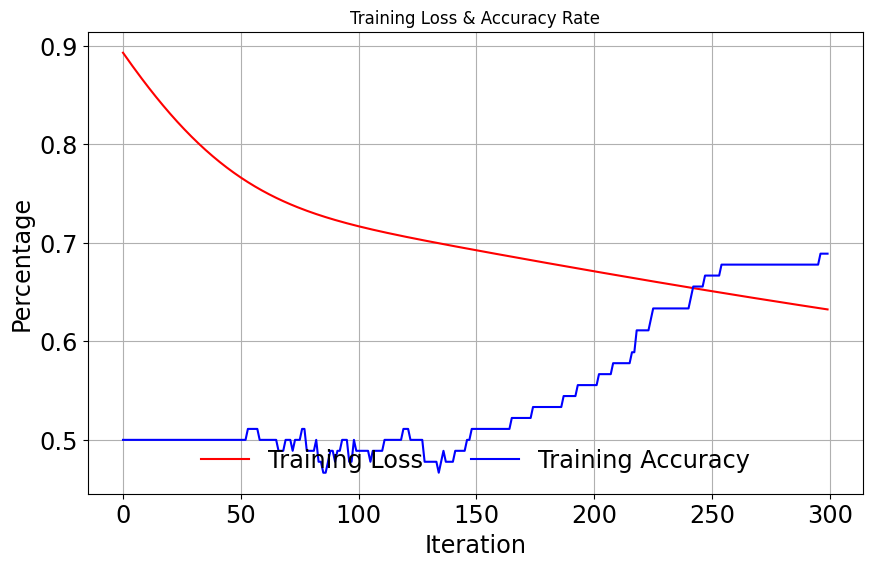 Training Loss & Accuracy Rate
Percentage
0.9
0.8
0.7
0.6
0.5
Training Loss
Training Accuracy
0 50 100 150 200 250 300
Iteration